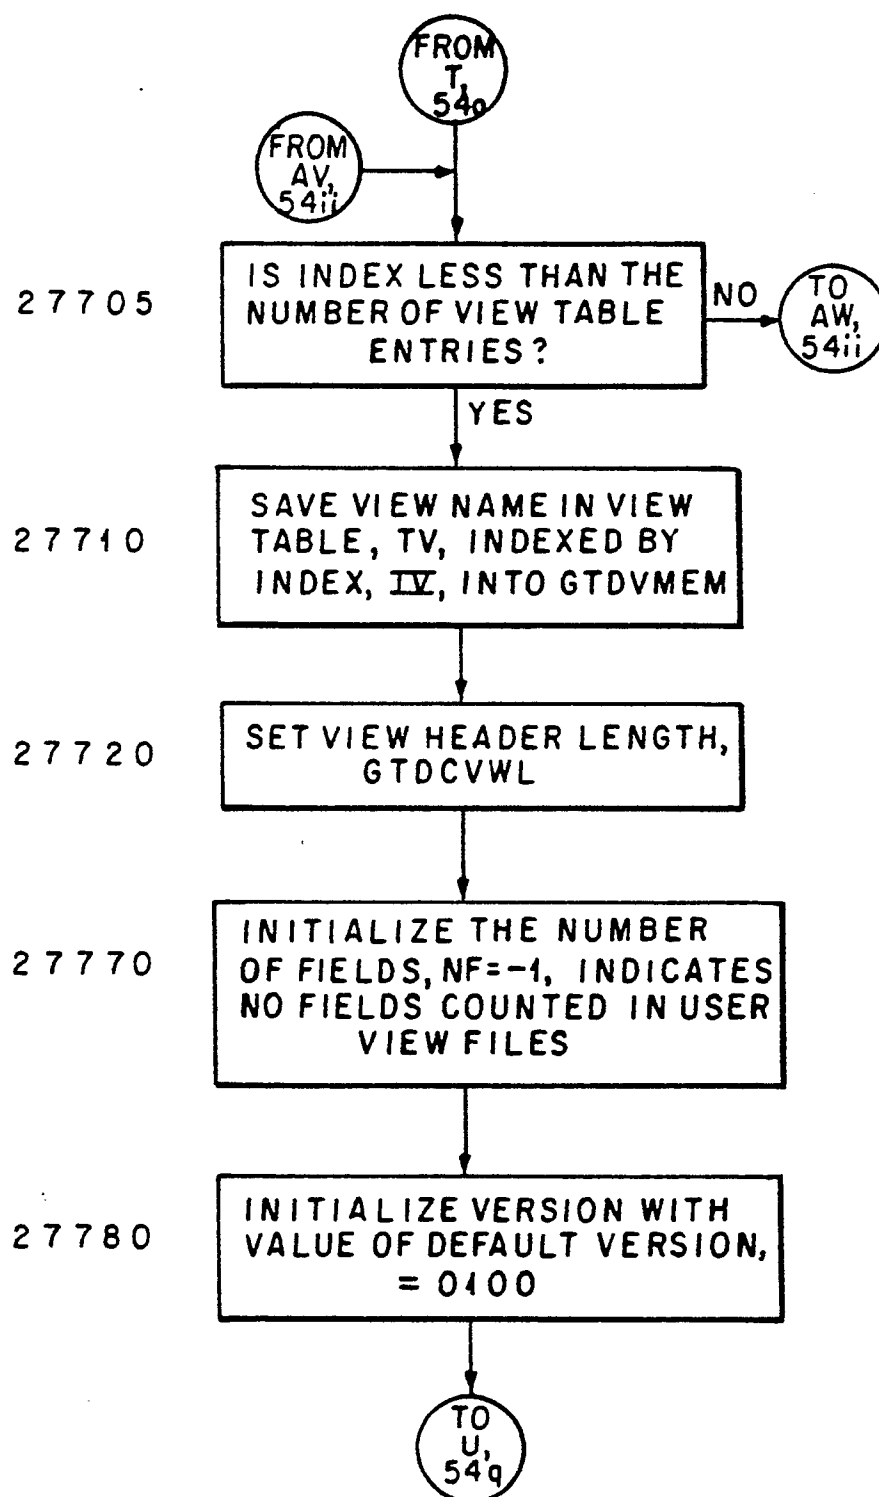 FROM
T,
54o
FROM
AV,
54ii
27705
IS INDEX LESS THAN THE
NUMBER OF VIEW TABLE
ENTRIES?
NO
TO
AW,
54ii
YES
27710
SAVE VIEW NAME IN VIEW
TABLE, TV, INDEXED BY
INDEX, IV, INTO GTDVMEM
27720
SET VIEW HEADER LENGTH,
GTDCVWL
27770
INITIALIZE THE NUMBER
OF FIELDS, NF=-1, INDICATES
NO FIELDS COUNTED IN USER
VIEW FILES
27780
INITIALIZE VERSION WITH
VALUE OF DEFAULT VERSION,
= 0100
TO
U,
54q